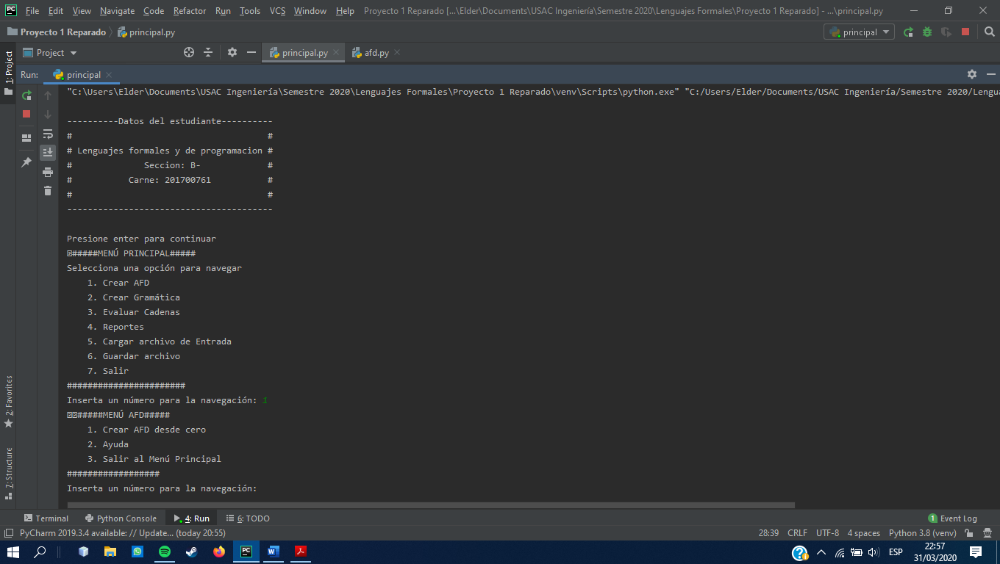 PC File Edit View Navigate Code Refactor Run Tools VCS Window Help Proyecto 1 Reparado [...\Elder\Documents\USAC Ingeniería\Semestre 2020\Lenguajes Formales\Proyecto 1 Reparado] - ...\principal.py
Proyecto 1 Reparado principal.py principal
1: Project
Project principal.py afd.py
Run: principal
"C:\Users\Elder\Documents\USAC Ingeniería\Semestre 2020\Lenguajes Formales\Proyecto 1 Reparado\venv\Scripts\python.exe" "C:/Users/Elder/Documents/USAC Ingeniería/Semestre 2020/Lengua
----------Datos del estudiante----------
# #
# Lenguajes formales y de programacion #
# Seccion: B- #
# Carne: 201700761 #
# #
----------------------------------------
Presione enter para continuar
#####MENÚ PRINCIPAL#####
Selecciona una opción para navegar
1. Crear AFD
2. Crear Gramática
3. Evaluar Cadenas
4. Reportes
5. Cargar archivo de Entrada
6. Guardar archivo
7. Salir
#######################
Inserta un número para la navegación: 1
#####MENÚ AFD#####
1. Crear AFD desde cero
2. Ayuda
3. Salir al Menú Principal
##################
Inserta un número para la navegación:
2: Favorites
7: Structure
Terminal Python Console 4: Run 6: TODO 1 Event Log
PyCharm 2019.3.4 available: // Update... (today 20:55) 28:39 CRLF UTF-8 4 spaces Python 3.8 (venv)
PC W ESP 22:57
31/03/2020